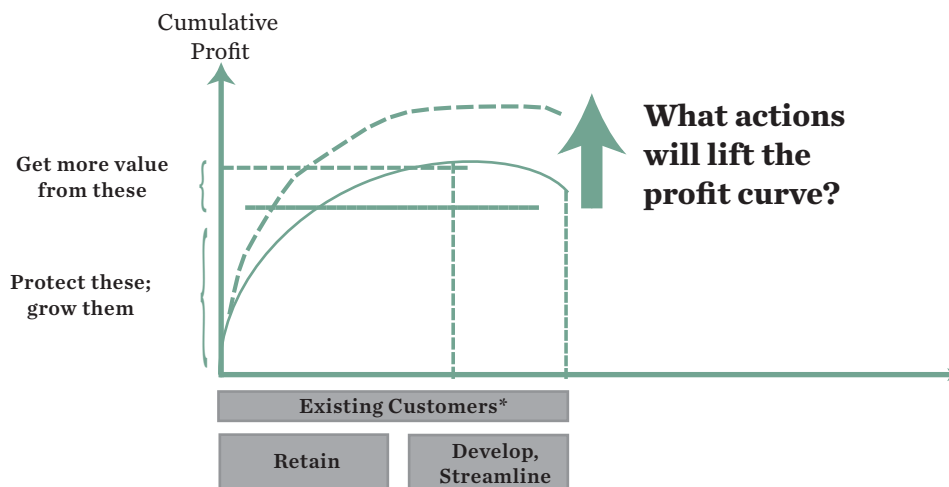 Cumulative
Profit
What actions
will lift the
profit curve?
Get more value
from these
Protect these;
grow them
Existing Customers*
Retain
Develop,
Streamline